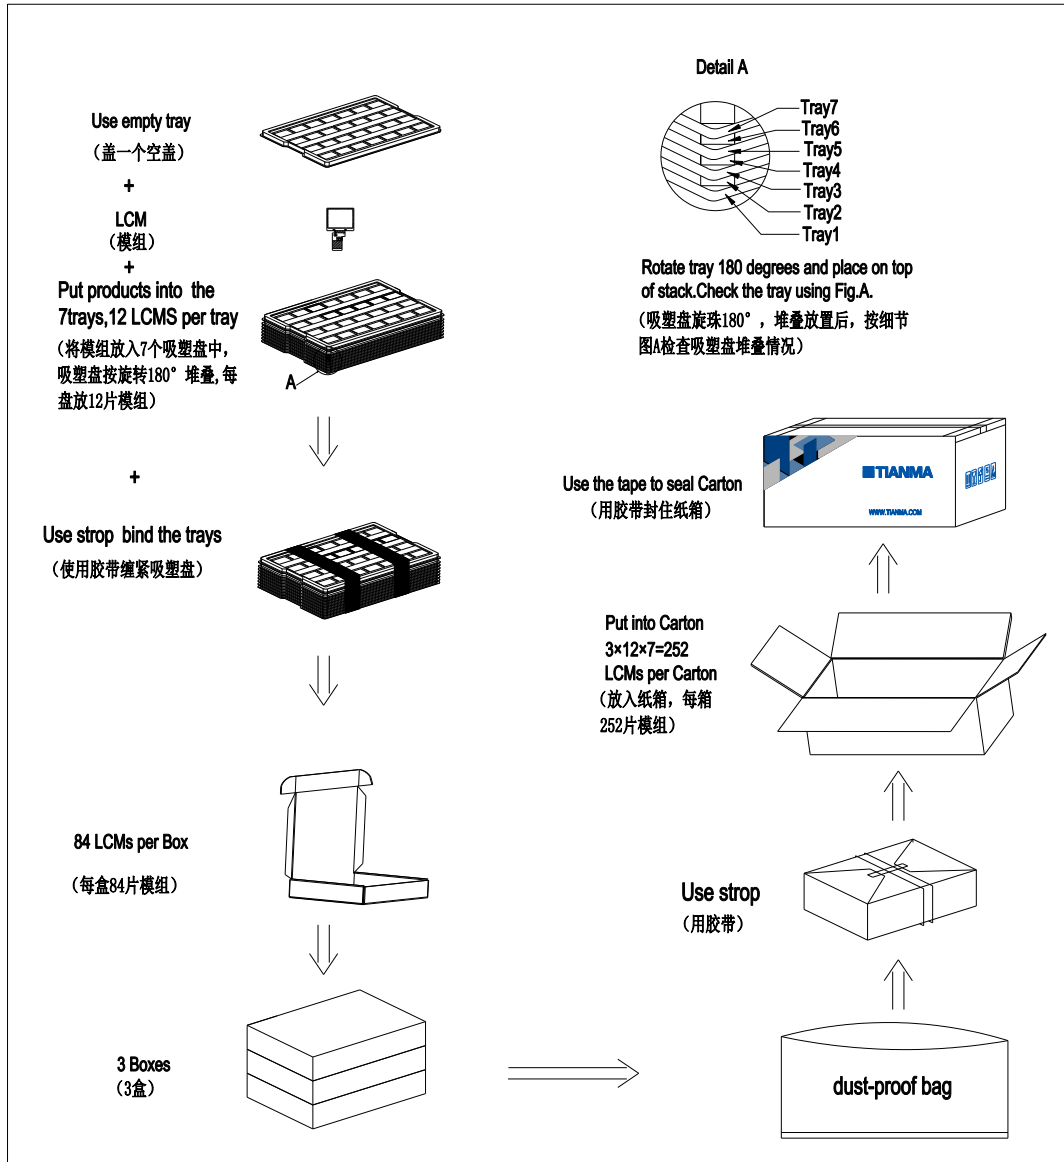 Use empty tray
（盖一个空盖）
+
LCM
（模组）
+
Put products into the
7trays,12 LCMS per tray
（将模组放入7个吸塑盘中，
吸塑盘按旋转180°堆叠,每
盘放12片模组）
A
+
Use strop bind the trays
（使用胶带缠紧吸塑盘）
84 LCMs per Box
（每盒84片模组）
3 Boxes
（3盒）
Detail A
Tray7
Tray6
Tray5
Tray4
Tray3
Tray2
Tray1
Rotate tray 180 degrees and place on top
of stack.Check the tray using Fig.A.
（吸塑盘旋珠180°，堆叠放置后，按细节
图A检查吸塑盘堆叠情况）
Use the tape to seal Carton
（用胶带封住纸箱）
TIANMA
WWW.TIANMA.COM
Put into Carton
3×12×7=252
LCMs per Carton
（放入纸箱，每箱
252片模组）
Use strop
（用胶带）
dust-proof bag